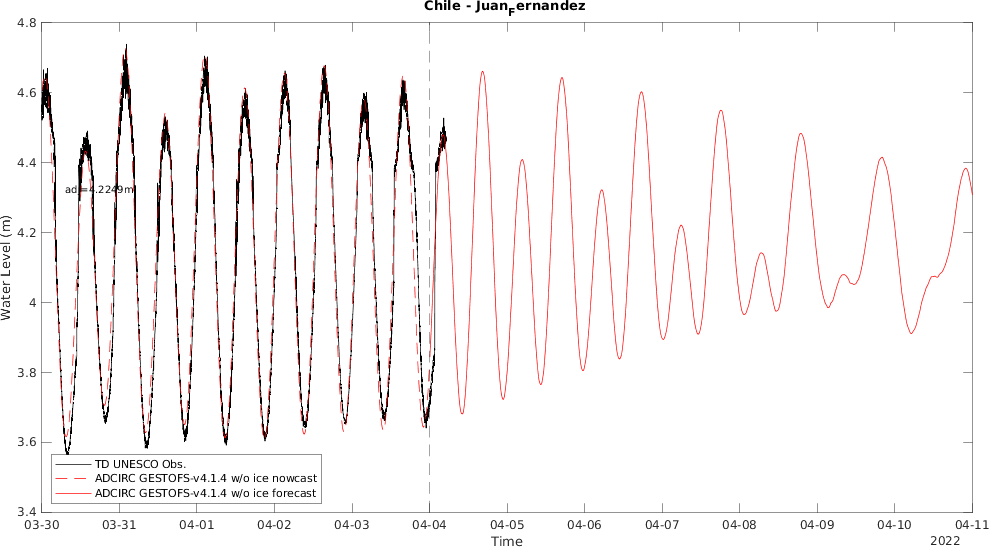 Chile - Juan_Fernandez
4.8
4.6
4.4
4.2
4
3.8
3.6
3.4
Water Level (m)
adj=4.2249m
TD UNESCO Obs.
ADCIRC GESTOFS-v4.1.4 w/o ice nowcast
ADCIRC GESTOFS-v4.1.4 w/o ice forecast
03-30 03-31 04-01 04-02 04-03 04-04 04-05 04-06 04-07 04-08 04-09 04-10 04-11
Time
2022